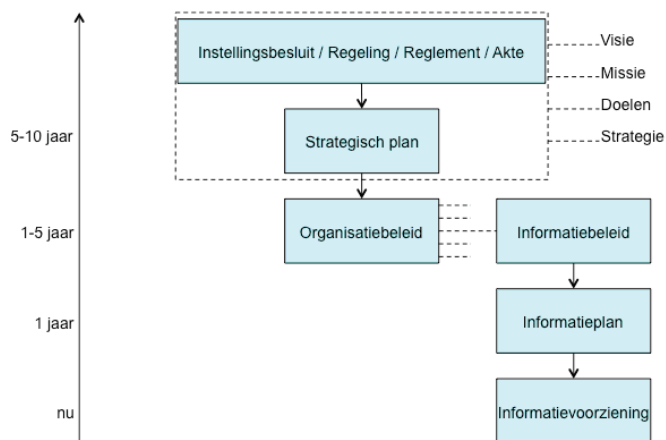 Instellingsbesluit / Regeling / Reglement / Akte
Visie
Missie
Doelen
Strategie
5-10 jaar
Strategisch plan
1-5 jaar
Organisatiebeleid
Informatiebeleid
1 jaar
Informatieplan
nu
Informatievoorziening